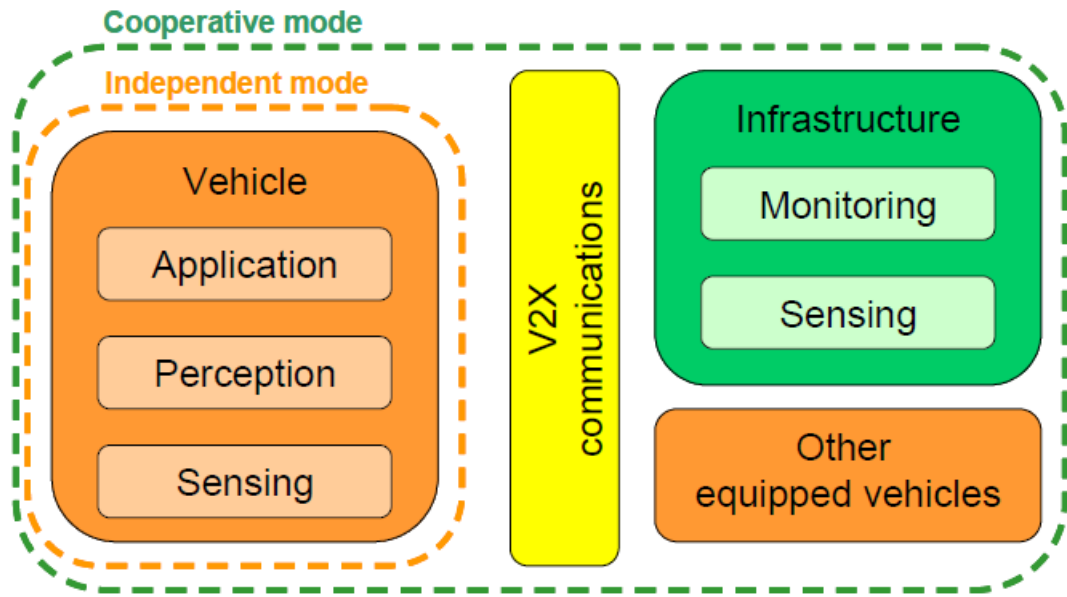 Cooperative mode
Independent mode
Vehicle
Application
Perception
Sensing
V2X
communications
Infrastructure
Monitoring
Sensing
Other
equipped vehicles